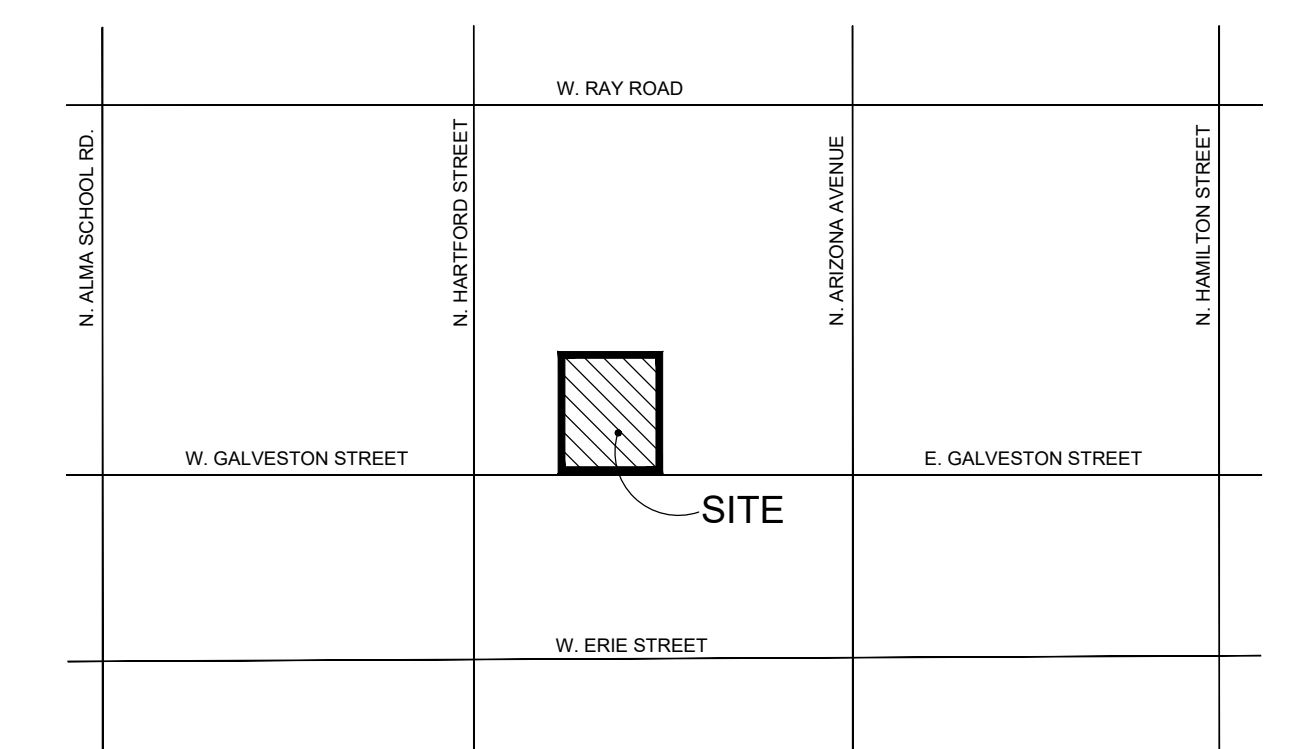 W. RAY ROAD
N. ALMA SCHOOL RD.
N. HARTFORD STREET
N. ARIZONA AVENUE
N. HAMILTON STREET
W. GALVESTON STREET
E. GALVESTON STREET
SITE
W. ERIE STREET